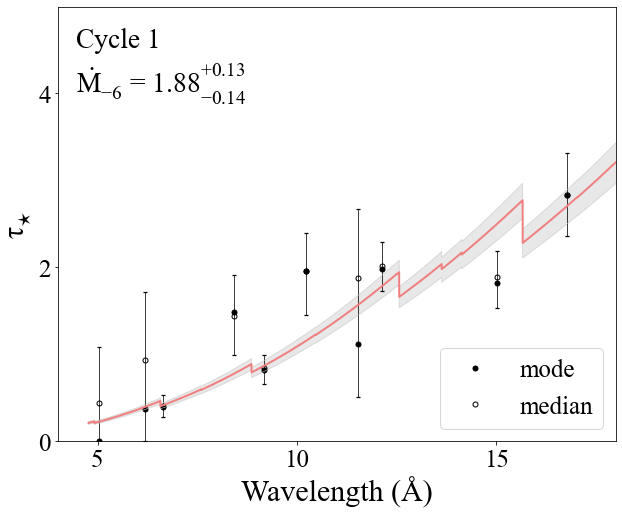 Cycle 1
Ṁ₋₆ = 1.88⁺⁰·¹³₋₀.₁₄
4
τ⋆
2
mode
median
0
5 10 15
Wavelength (Å)